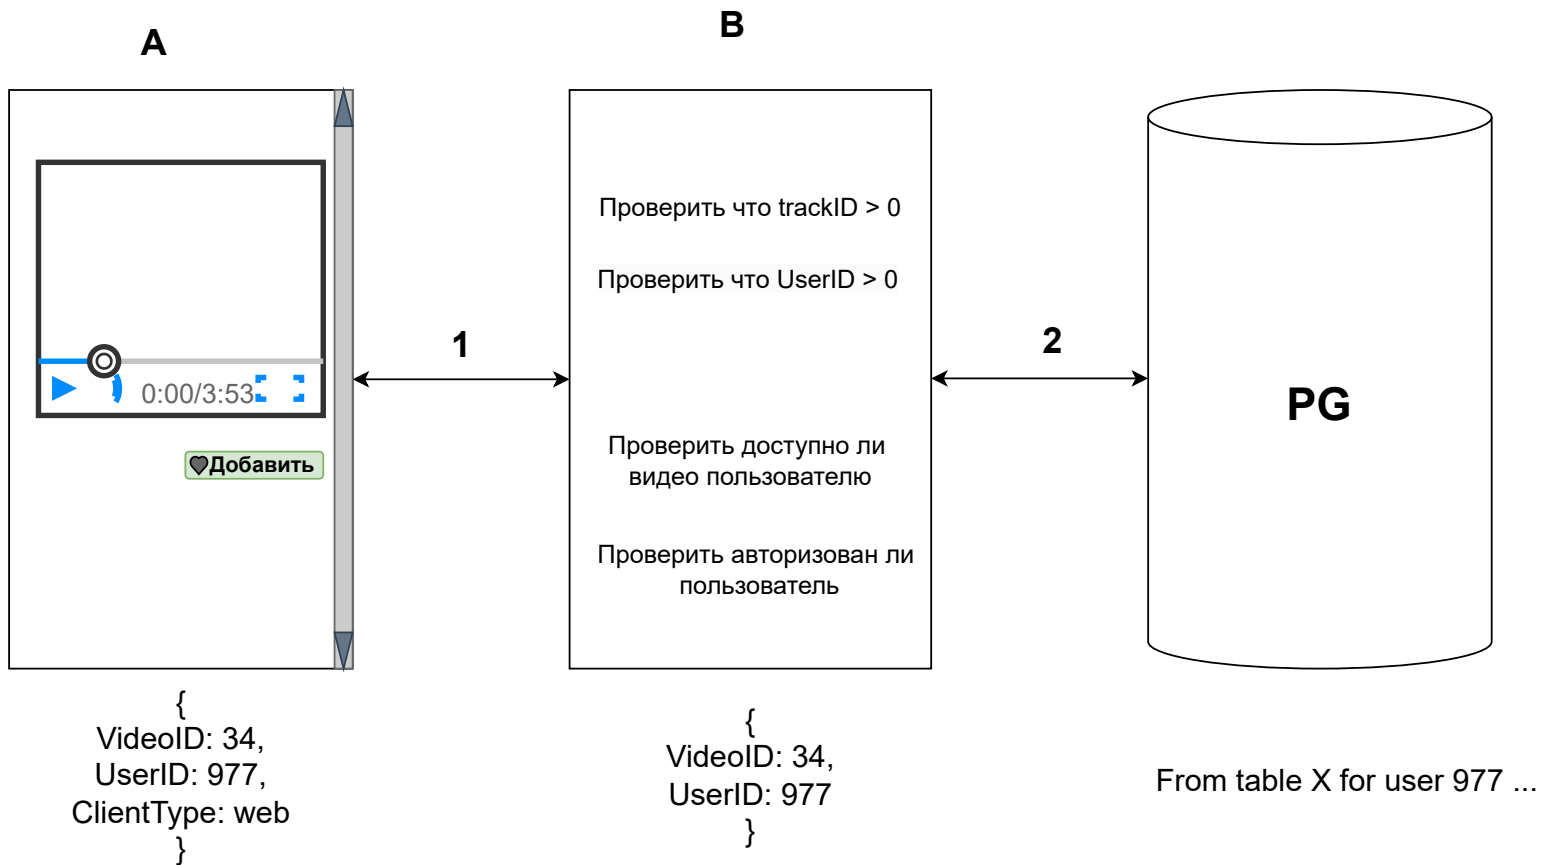 A
B
Проверить что trackID > 0
Проверить что UserID > 0
1
2
0:00/3:53
PG
Добавить
Проверить доступно ли
видео пользователю
Проверить авторизован ли
пользователь
{
VideoID: 34,
UserID: 977,
ClientType: web
}
{
VideoID: 34,
UserID: 977
}
From table X for user 977 ...